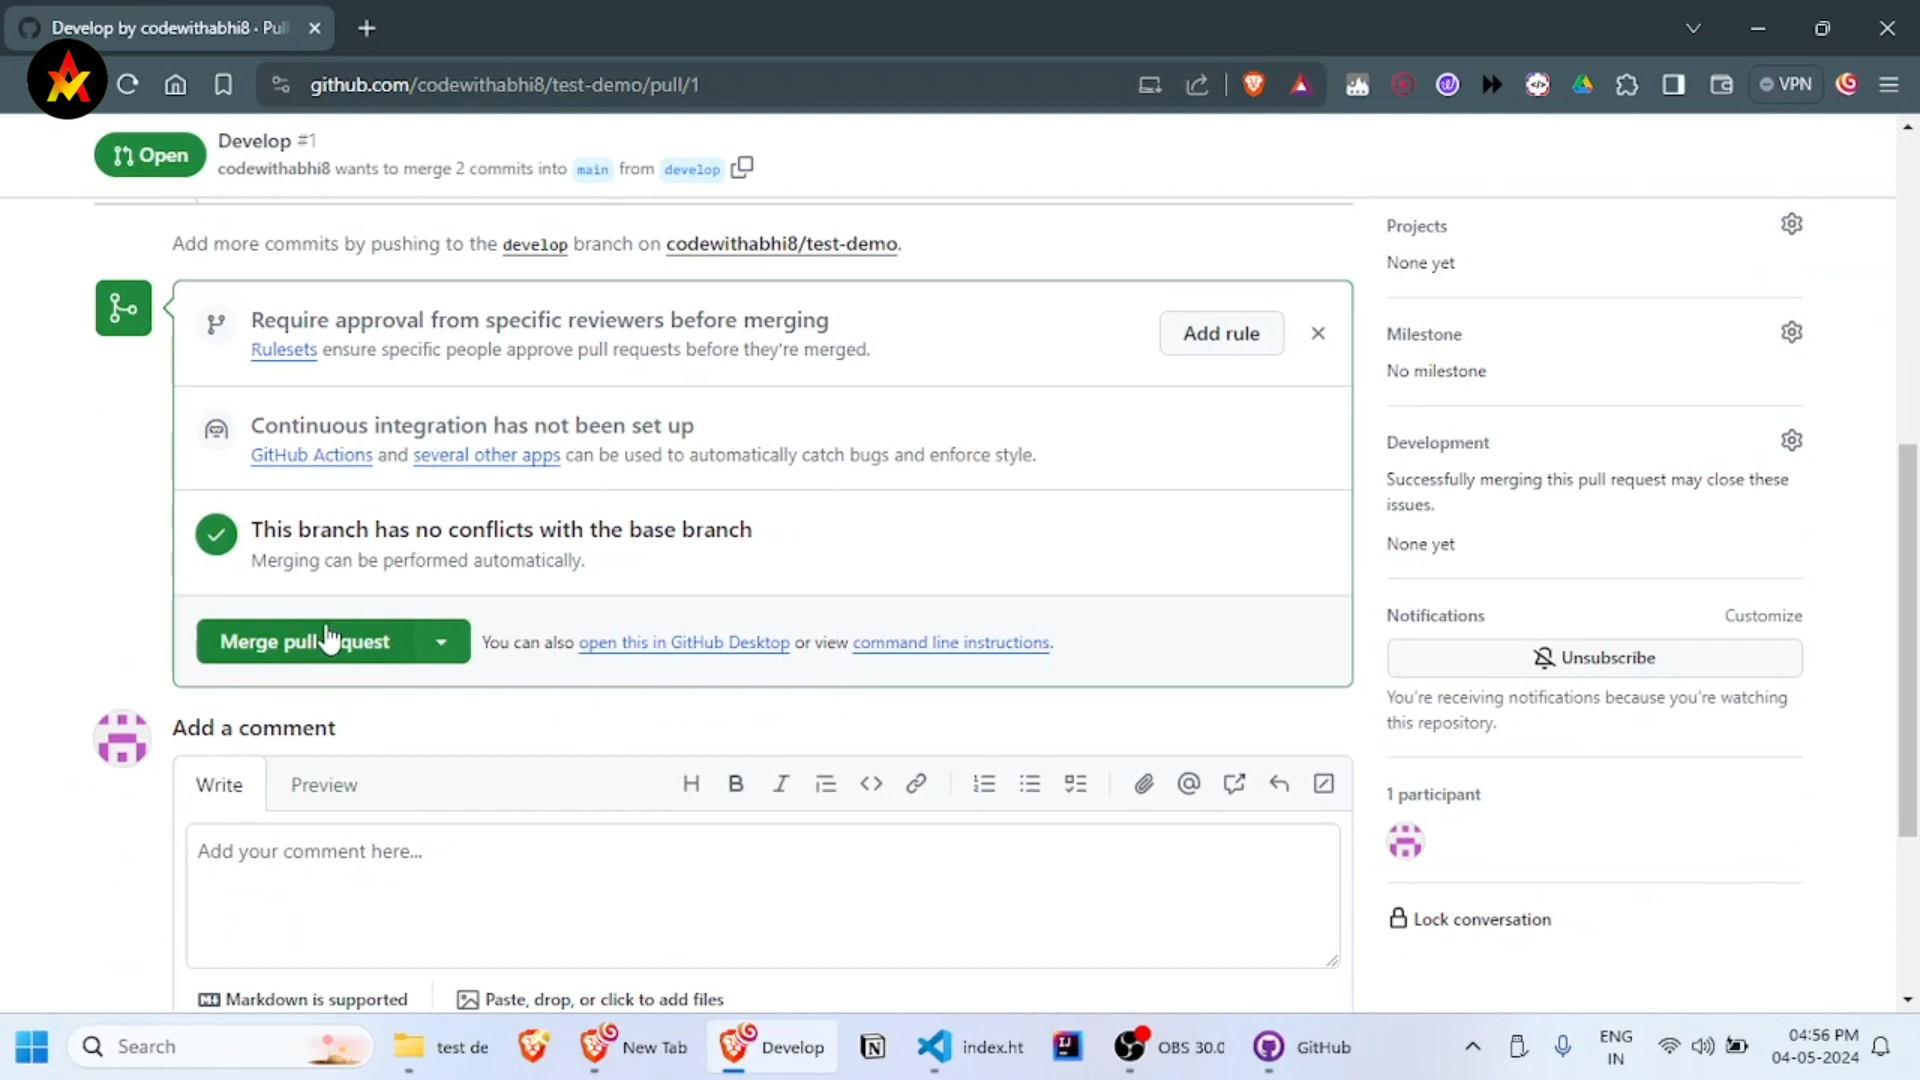 Develop by codewithabhi8 · Pul
github.com/codewithabhi8/test-demo/pull/1
VPN
Open
Develop #1
codewithabhi8 wants to merge 2 commits into main from develop
Add more commits by pushing to the develop branch on codewithabhi8/test-demo.
Require approval from specific reviewers before merging
Rulesets ensure specific people approve pull requests before they're merged.
Add rule
Continuous integration has not been set up
GitHub Actions and several other apps can be used to automatically catch bugs and enforce style.
This branch has no conflicts with the base branch
Merging can be performed automatically.
Merge pull request
You can also open this in GitHub Desktop or view command line instructions.
Add a comment
Write
Preview
Add your comment here...
Markdown is supported
Paste, drop, or click to add files
Projects
None yet
Milestone
No milestone
Development
Successfully merging this pull request may close these
issues.
None yet
Notifications
Customize
Unsubscribe
You're receiving notifications because you're watching
this repository.
1 participant
Lock conversation
Search
test de
New Tab
Develop
index.ht
OBS 30.0
GitHub
ENG
IN
04:56 PM
04-05-2024